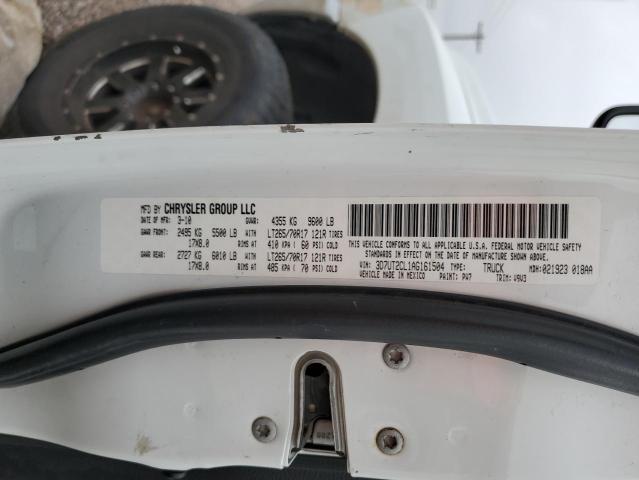 MFD BY CHRYSLER GROUP LLC
DATE OF MFR: 3-10 GVWR: 4355 KG 9600 LB
GAWR FRONT: 2495 KG 5500 LB WITH LT265/70R17 121R TIRES
17X8.0 RIMS AT 410 KPA ( 60 PSI) COLD
GAWR REAR: 2727 KG 6010 LB WITH LT265/70R17 121R TIRES
17X8.0 RIMS AT 485 KPA ( 70 PSI) COLD
THIS VEHICLE CONFORMS TO ALL APPLICABLE U.S.A. FEDERAL MOTOR VEHICLE SAFETY
STANDARDS IN EFFECT ON THE DATE OF MANUFACTURE SHOWN ABOVE.
VIN: 3D7UT2CL1AG161504 TYPE: TRUCK MDH: 021923 018AA
VEHICLE MADE IN MEXICO PAINT: PW7 TRIM: V9V3